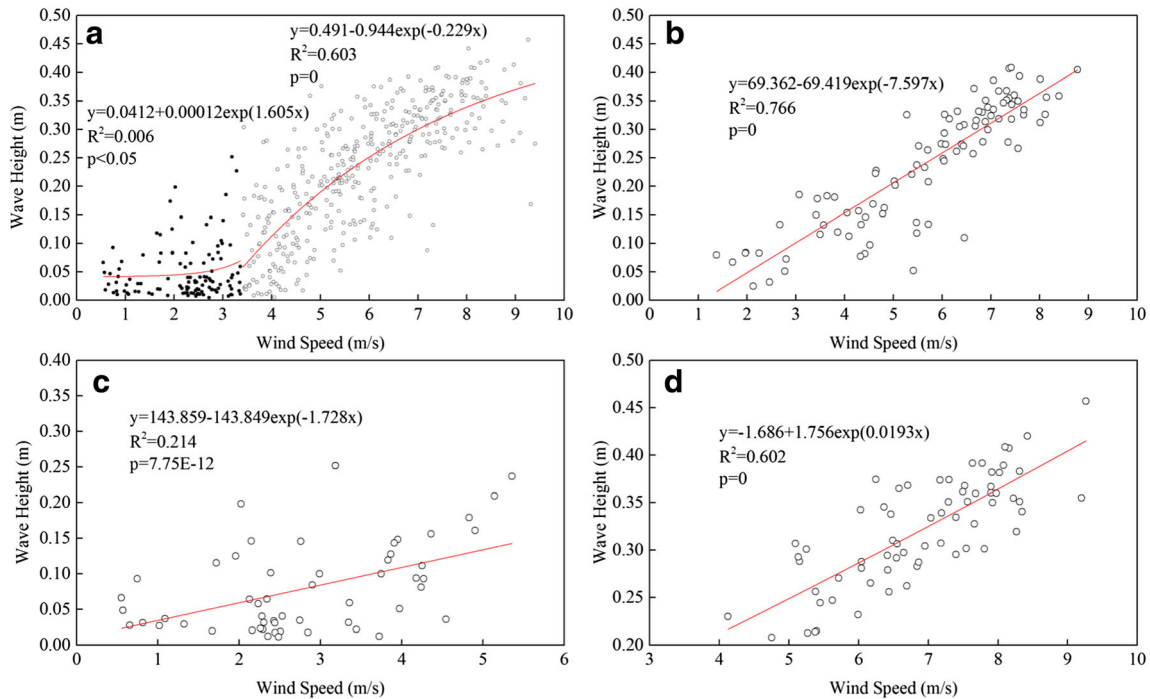 a
y=0.491-0.944exp(-0.229x)
R²=0.603
p=0
y=0.0412+0.00012exp(1.605x)
R²=0.006
p<0.05
Wave Height (m)
0.50
0.45
0.40
0.35
0.30
0.25
0.20
0.15
0.10
0.05
0.00
1 2 3 4 5 6 7 8 9 10
Wind Speed (m/s)
b
y=69.362-69.419exp(-7.597x)
R²=0.766
p=0
Wave Height (m)
0.50
0.45
0.40
0.35
0.30
0.25
0.20
0.15
0.10
0.05
0.00
0 1 2 3 4 5 6 7 8 9 10
Wind Speed (m/s)
c
y=143.859-143.849exp(-1.728x)
R²=0.214
p=7.75E-12
Wave Height (m)
0.40
0.35
0.30
0.25
0.20
0.15
0.10
0.05
0.00
0 1 2 3 4 5 6
Wind Speed (m/s)
d
y=-1.686+1.756exp(0.0193x)
R²=0.602
p=0
Wave Height (m)
0.50
0.45
0.40
0.35
0.30
0.25
0.20
3 4 5 6 7 8 9 10
Wind Speed (m/s)